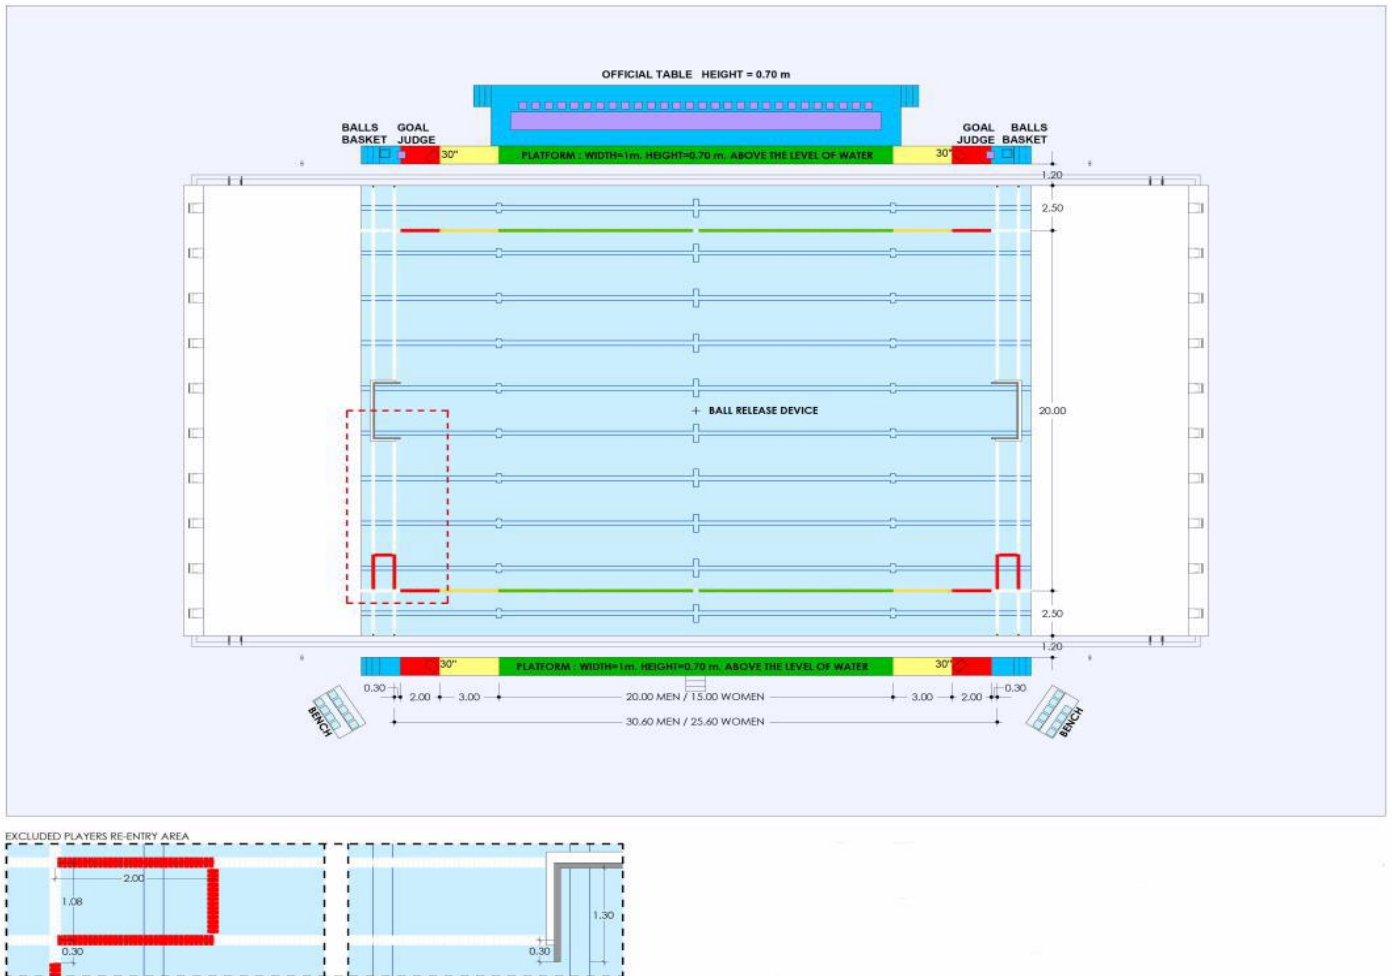 OFFICIAL TABLE HEIGHT = 0.70 m
BALLS BASKET
GOAL JUDGE
GOAL JUDGE
BALLS BASKET
30"
PLATFORM : WIDTH=1m. HEIGHT=0.70 m. ABOVE THE LEVEL OF WATER
30"
1.20
2.50
BALL RELEASE DEVICE
20.00
2.50
1.20
30"
PLATFORM : WIDTH=1m. HEIGHT=0.70 m. ABOVE THE LEVEL OF WATER
30"
0.30
2.00
3.00
20.00 MEN / 15.00 WOMEN
3.00
2.00
0.30
30.60 MEN / 25.60 WOMEN
BENCH
BENCH
EXCLUDED PLAYERS RE-ENTRY AREA
2.00
1.08
0.30
1.30
0.30